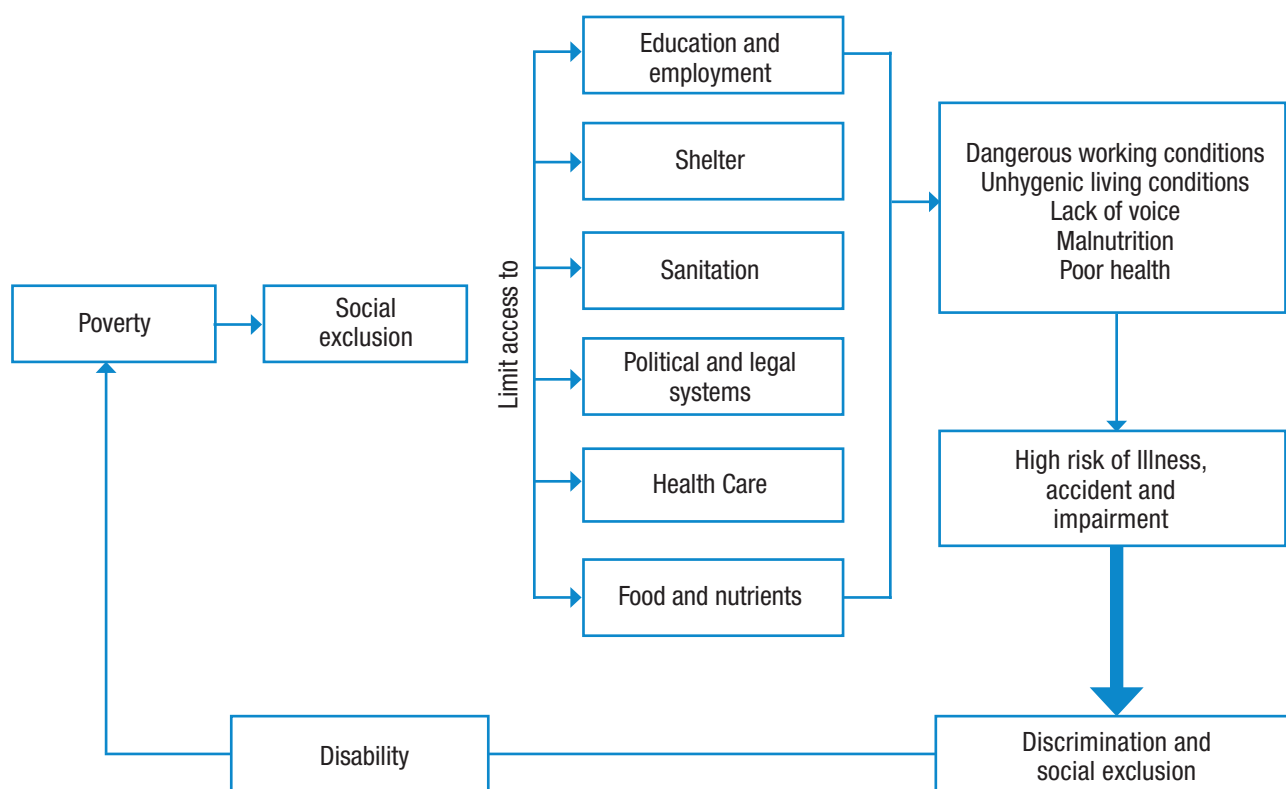 Education and
employment
Shelter
Sanitation
Political and legal
systems
Health Care
Food and nutrients
Limit access to
Poverty
Social
exclusion
Dangerous working conditions
Unhygenic living conditions
Lack of voice
Malnutrition
Poor health
High risk of Illness,
accident and
impairment
Discrimination and
social exclusion
Disability